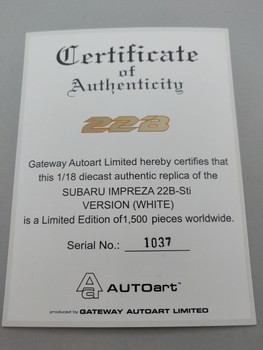 Certificate
of
Authenticity
22B
Gateway Autoart Limited hereby certifies that
this 1/18 diecast authentic replica of the
SUBARU IMPREZA 22B-Sti
VERSION (WHITE)
is a Limited Edition of1,500 pieces worldwide.
Serial No.: 1037
AUTOart™
produced by GATEWAY AUTOART LIMITED